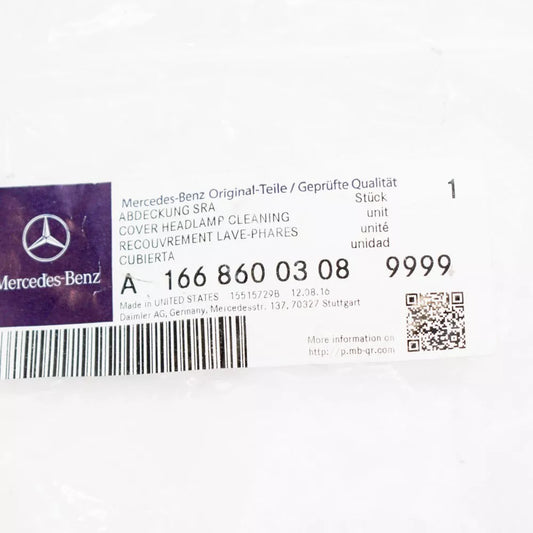 Mercedes-Benz Original-Teile / Geprüfte Qualität
ABDECKUNG SRA Stück 1
COVER HEADLAMP CLEANING unit
RECOUVREMENT LAVE-PHARES unité
CUBIERTA unidad
Mercedes-Benz
A 166 860 03 08 9999
Made in UNITED STATES 15515729B 12.08.16
Daimler AG, Germany, Mercedesstr. 137, 70327 Stuttgart
More information on
http://p.mb-qr.com